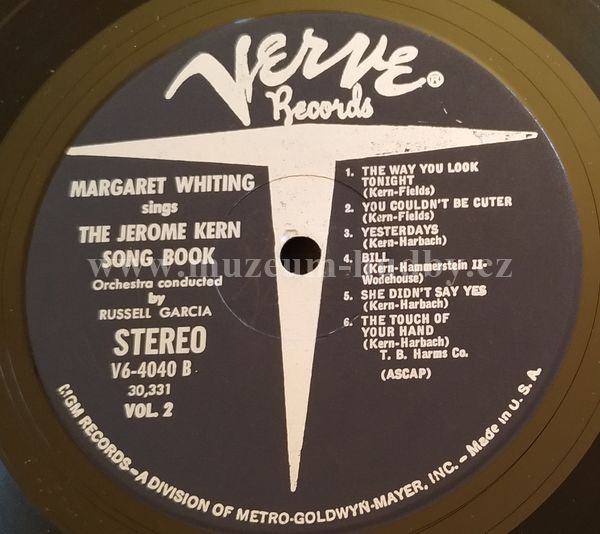 VERVE®
Records
MARGARET WHITING
sings
THE JEROME KERN
SONG BOOK
Orchestra conducted
by
RUSSELL GARCIA
STEREO
V6-4040 B
30,331
VOL. 2
1. THE WAY YOU LOOK
TONIGHT
(Kern-Fields)
2. YOU COULDN'T BE CUTER
(Kern-Fields)
3. YESTERDAYS
(Kern-Harbach)
4. BILL
(Kern-Hammerstein II-
Wodehouse)
5. SHE DIDN'T SAY YES
(Kern-Harbach)
6. THE TOUCH OF
YOUR HAND
(Kern-Harbach)
T. B. Harms Co.
(ASCAP)
MGM RECORDS—A DIVISION OF METRO-GOLDWYN-MAYER, INC. – Made in U. S. A.
www.muzeum-hudby.cz